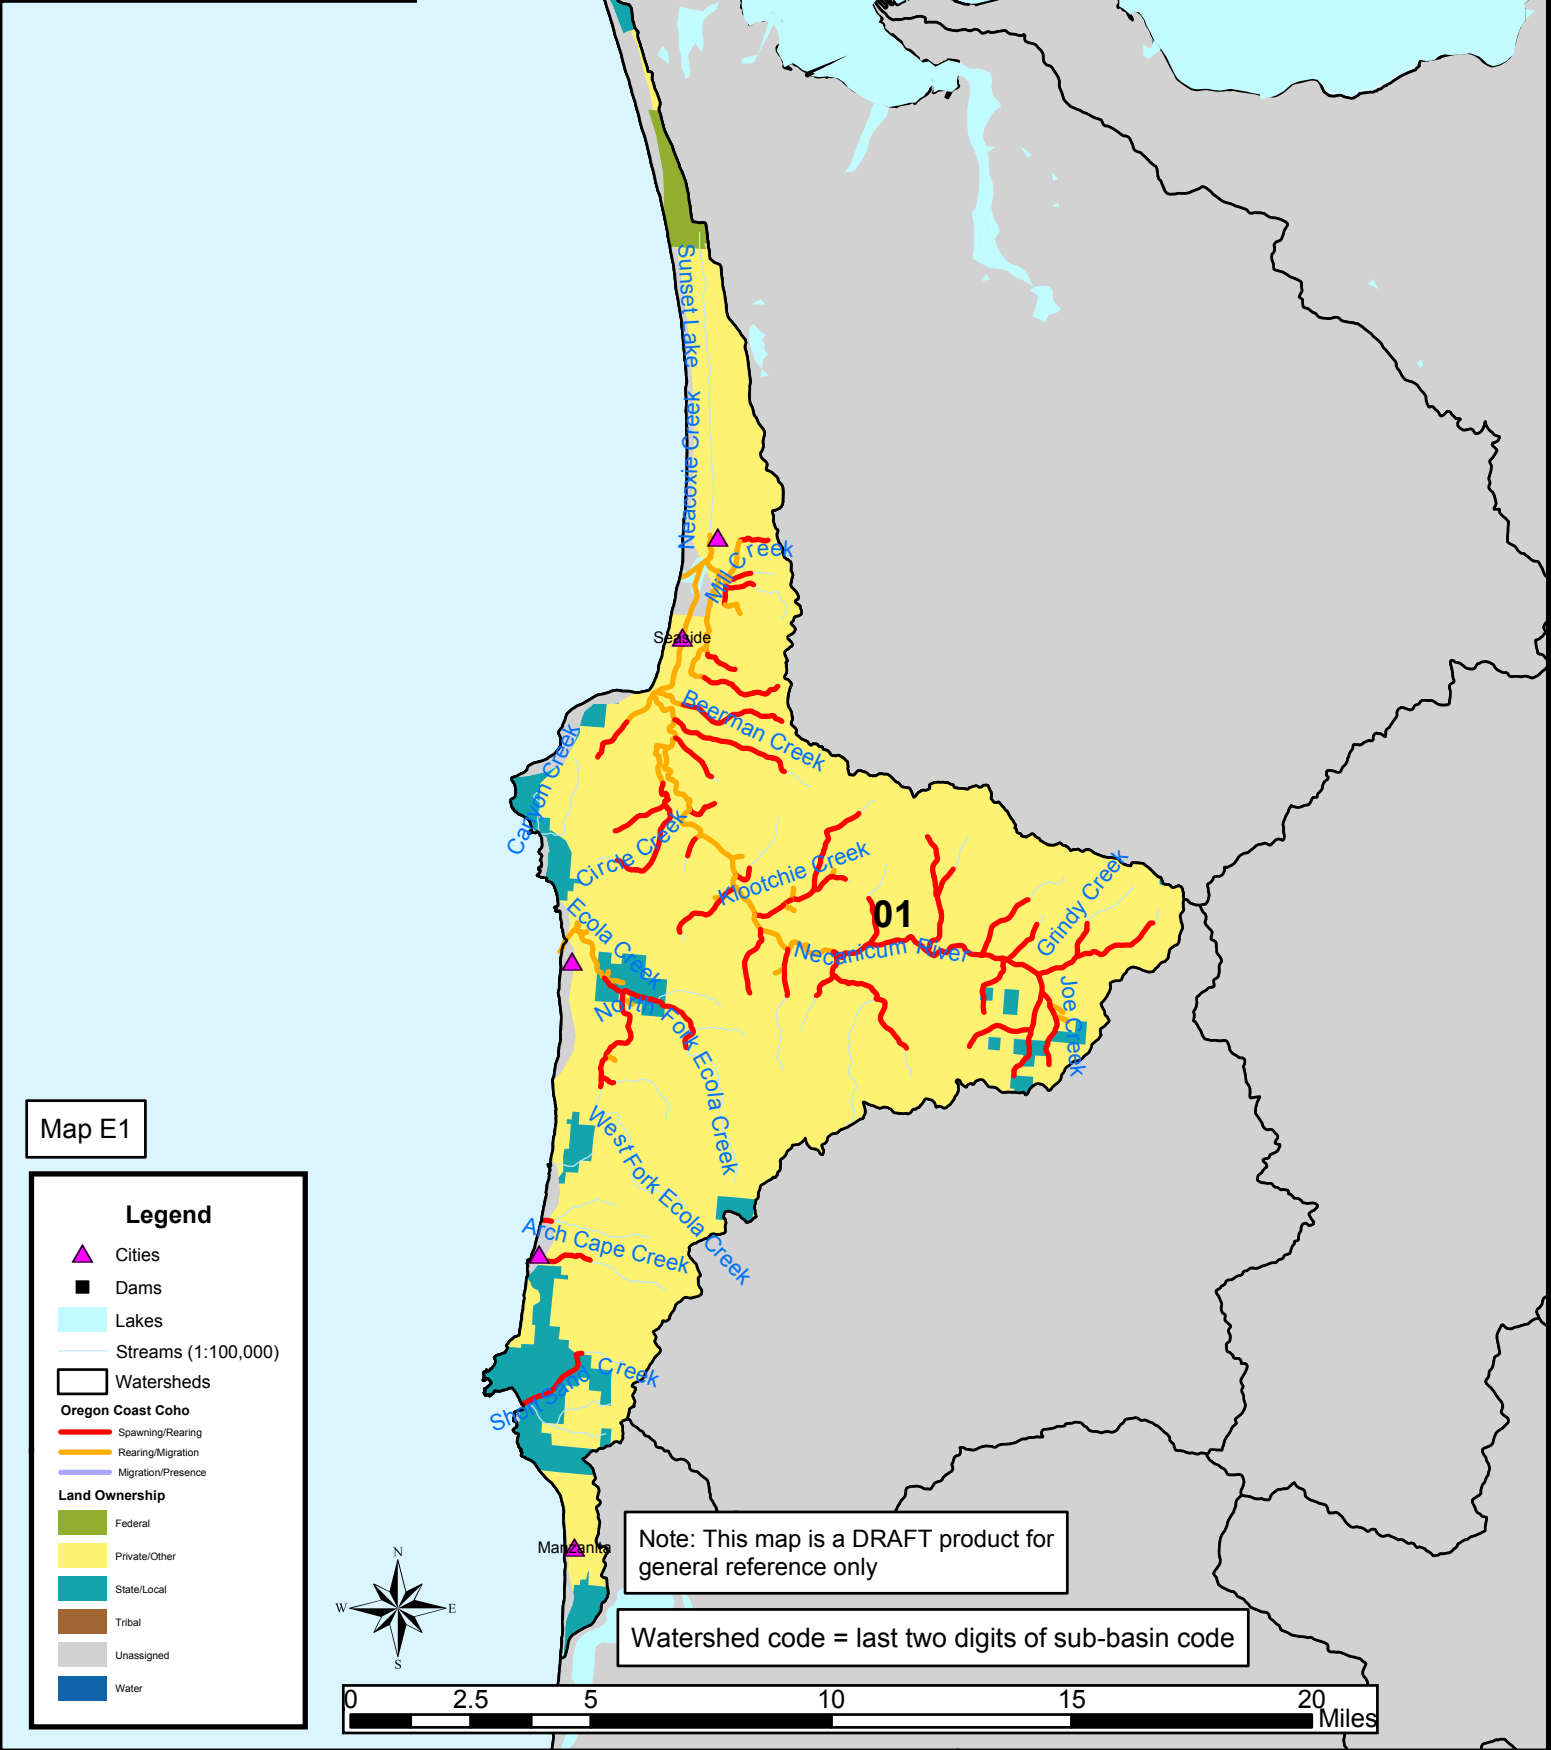 Sunset Lake
Neacoxie Creek
Mill Creek
Seaside
Beerman Creek
Canyon Creek
Circle Creek
Klootchie Creek
01
Grindy Creek
Ecola Creek
Necanicum River
North Fork Ecola Creek
Joe Creek
West Fork Ecola Creek
Arch Cape Creek
Short Sand Creek
Manzanita
Map E1
Legend
Cities
Dams
Lakes
Streams (1:100,000)
Watersheds
Oregon Coast Coho
Spawning/Rearing
Rearing/Migration
Migration/Presence
Land Ownership
Federal
Private/Other
State/Local
Tribal
Unassigned
Water
N
W E
S
Note: This map is a DRAFT product for
general reference only
Watershed code = last two digits of sub-basin code
0 2.5 5 10 15 20
Miles